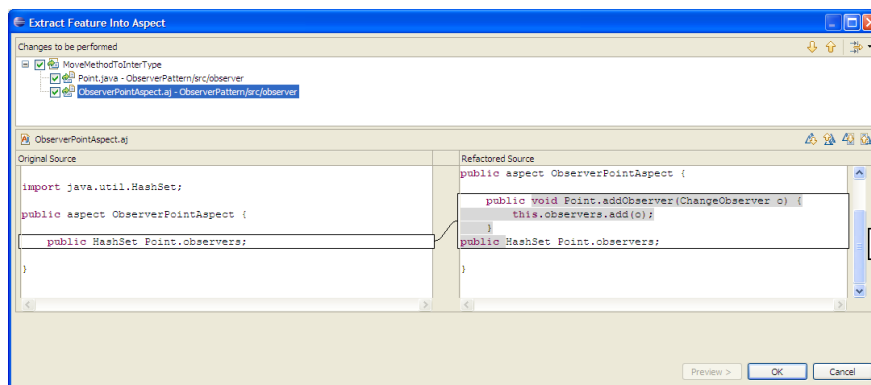 Extract Feature Into Aspect
Changes to be performed
MoveMethodToInterType
Point.java - ObserverPattern/src/observer
ObserverPointAspect.aj - ObserverPattern/src/observer
ObserverPointAspect.aj
Original Source
Refactored Source
import java.util.HashSet;
public aspect ObserverPointAspect {
public HashSet Point.observers;
}
public aspect ObserverPointAspect {
public void Point.addObserver(ChangeObserver o) {
this.observers.add(o);
}
public HashSet Point.observers;
}
Preview >
OK
Cancel